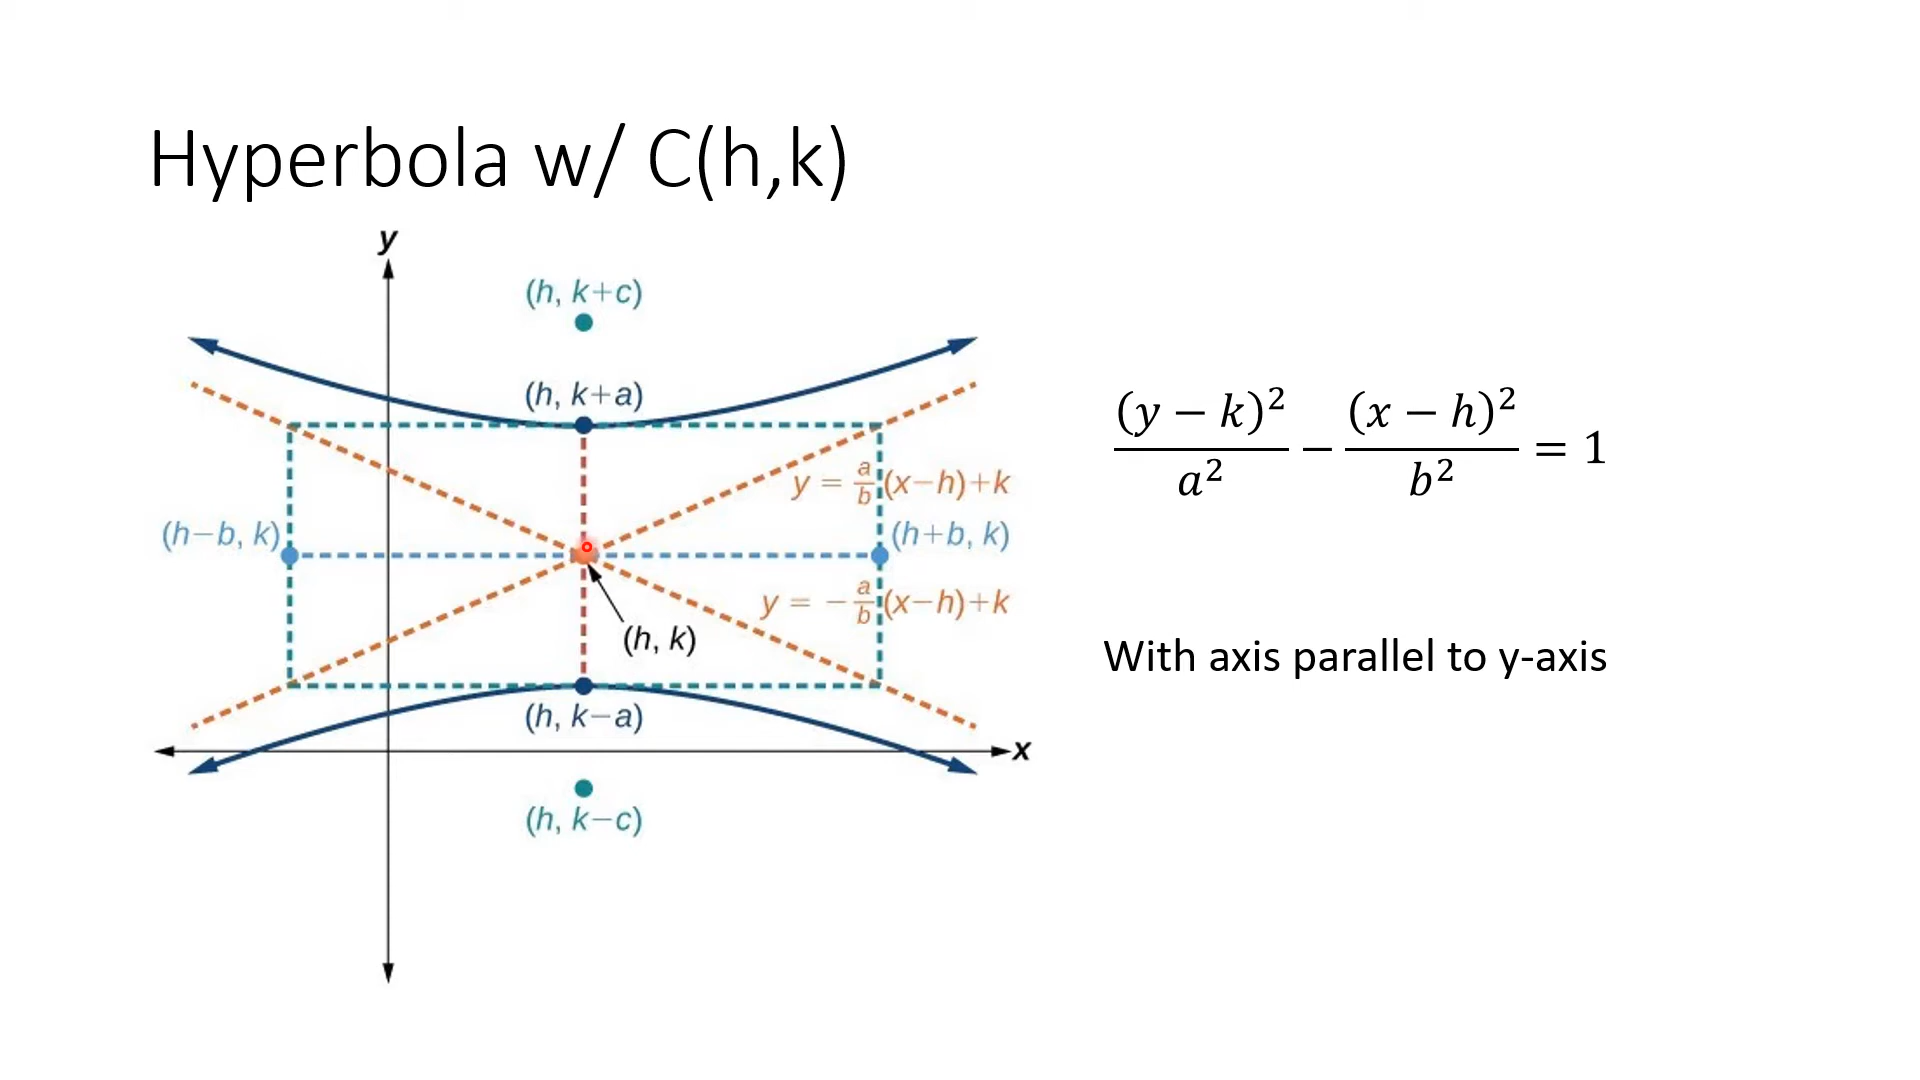 Hyperbola w/ C(h,k)
y
(h, k+c)
(h, k+a)
y = a/b (x−h)+k
(h−b, k)
(h+b, k)
y = −a/b (x−h)+k
(h, k)
(h, k−a)
x
(h, k−c)
(y − k)²/a² − (x − h)²/b² = 1
With axis parallel to y-axis